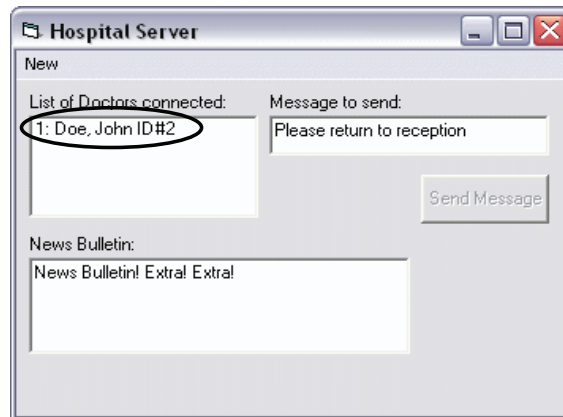 Hospital Server
New
List of Doctors connected:
1: Doe, John ID#2
Message to send:
Please return to reception
Send Message
News Bulletin:
News Bulletin! Extra! Extra!